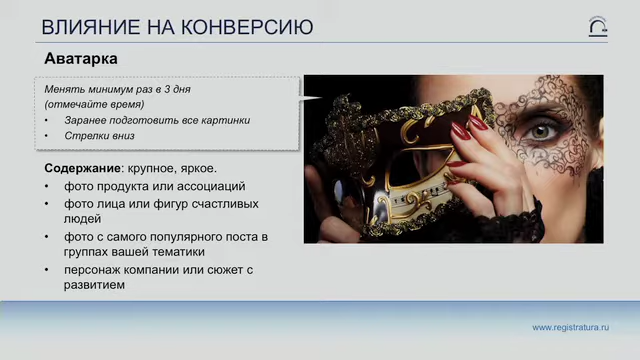 ВЛИЯНИЕ НА КОНВЕРСИЮ
Аватарка
Менять минимум раз в 3 дня
(отмечайте время)
• Заранее подготовить все картинки
• Стрелки вниз
Содержание: крупное, яркое.
• фото продукта или ассоциаций
• фото лица или фигур счастливых
людей
• фото с самого популярного поста в
группах вашей тематики
• персонаж компании или сюжет с
развитием
www.registratura.ru